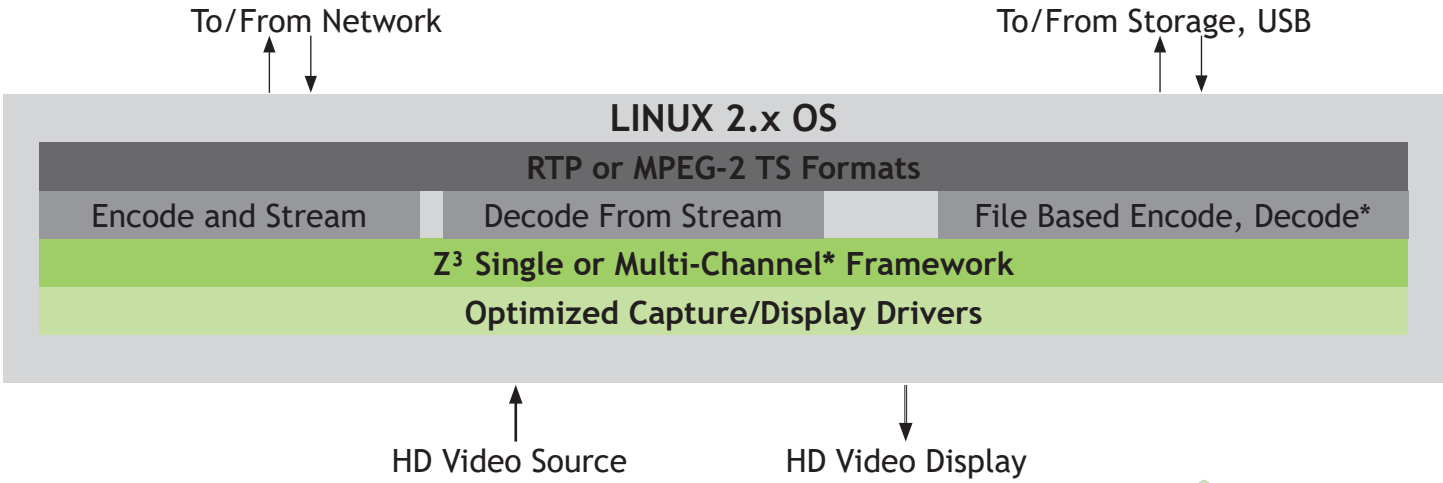 To/From Network
To/From Storage, USB
LINUX 2.x OS
RTP or MPEG-2 TS Formats
Encode and Stream
Decode From Stream
File Based Encode, Decode*
Z³ Single or Multi-Channel* Framework
Optimized Capture/Display Drivers
HD Video Source
HD Video Display